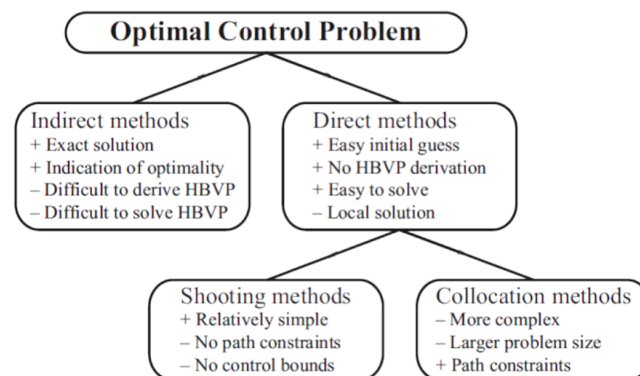 Optimal Control Problem
Indirect methods
+ Exact solution
+ Indication of optimality
– Difficult to derive HBVP
– Difficult to solve HBVP
Direct methods
+ Easy initial guess
+ No HBVP derivation
+ Easy to solve
– Local solution
Shooting methods
+ Relatively simple
– No path constraints
– No control bounds
Collocation methods
– More complex
– Larger problem size
+ Path constraints